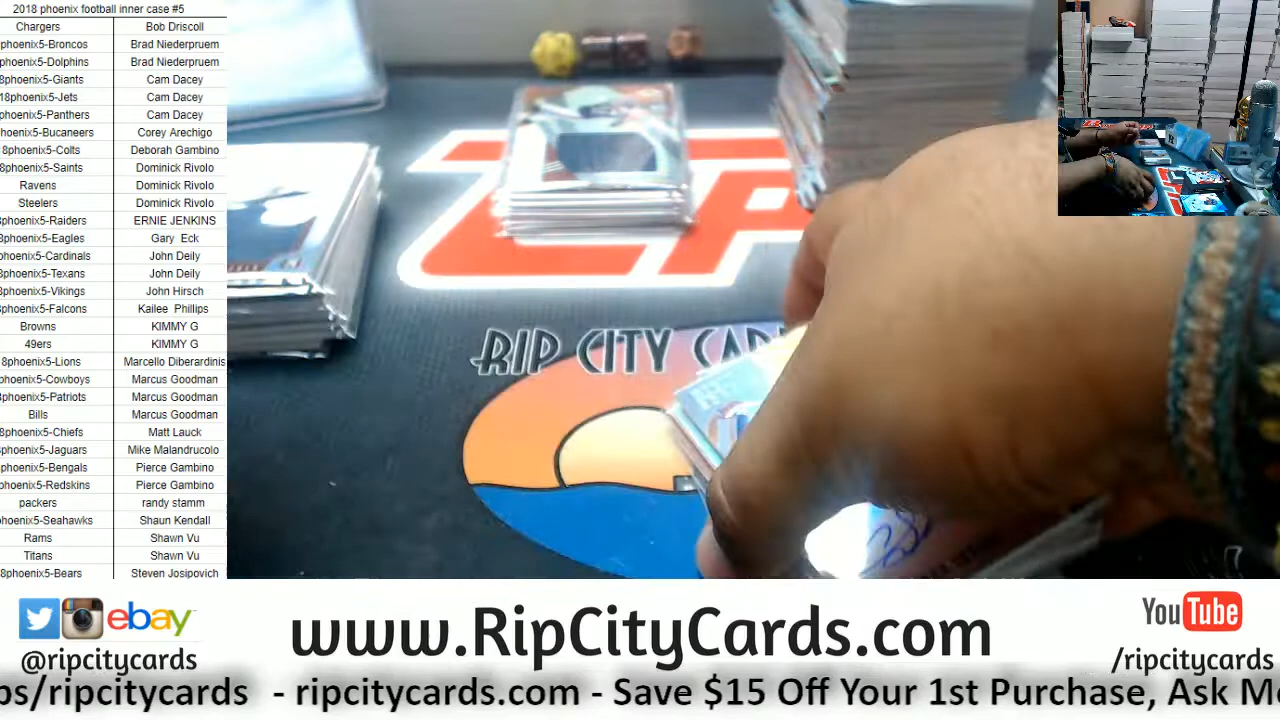 2018 phoenix football inner case #5
Chargers Bob Driscoll
phoenix5-Broncos Brad Niederpruem
phoenix5-Dolphins Brad Niederpruem
8phoenix5-Giants Cam Dacey
18phoenix5-Jets Cam Dacey
phoenix5-Panthers Cam Dacey
hoenix5-Bucaneers Corey Arechigo
8phoenix5-Colts Deborah Gambino
8phoenix5-Saints Dominick Rivolo
Ravens Dominick Rivolo
Steelers Dominick Rivolo
phoenix5-Raiders ERNIE JENKINS
8phoenix5-Eagles Gary Eck
phoenix5-Cardinals John Deily
8phoenix5-Texans John Deily
8phoenix5-Vikings John Hirsch
phoenix5-Falcons Kailee Phillips
Browns KIMMY G
49ers KIMMY G
8phoenix5-Lions Marcello Diberardinis
phoenix5-Cowboys Marcus Goodman
phoenix5-Patriots Marcus Goodman
Bills Marcus Goodman
8phoenix5-Chiefs Matt Lauck
phoenix5-Jaguars Mike Malandrucolo
phoenix5-Bengals Pierce Gambino
phoenix5-Redskins Pierce Gambino
packers randy stamm
hoenix5-Seahawks Shaun Kendall
Rams Shawn Vu
Titans Shawn Vu
8phoenix5-Bears Steven Josipovich
RIP CITY CAR
ebay
@ripcitycards
www.RipCityCards.com
YouTube
/ripcitycards
os/ripcitycards - ripcitycards.com - Save $15 Off Your 1st Purchase, Ask Mo